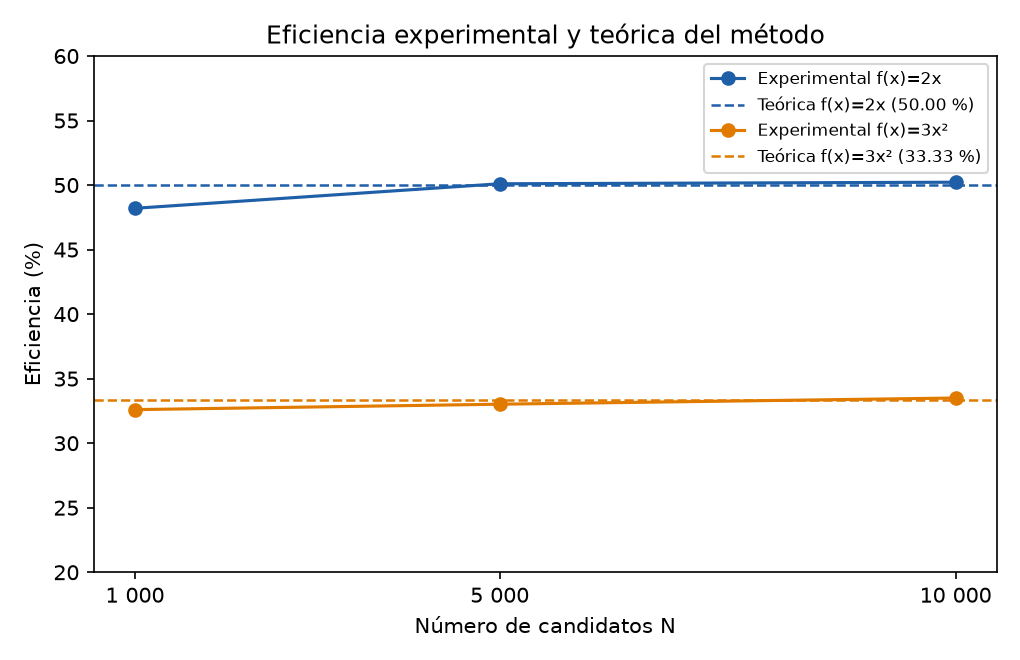 Eficiencia experimental y teórica del método
Experimental f(x)=2x
Teórica f(x)=2x (50.00 %)
Experimental f(x)=3x²
Teórica f(x)=3x² (33.33 %)
Eficiencia (%)
60
55
50
45
40
35
30
25
20
1 000
5 000
10 000
Número de candidatos N